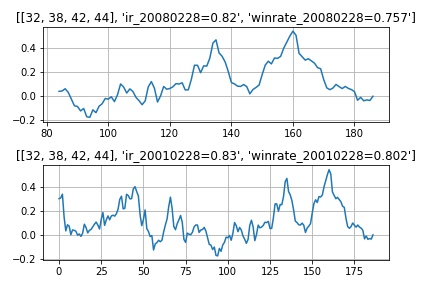 [[32, 38, 42, 44], 'ir_20080228=0.82', 'winrate_20080228=0.757']
0.4
0.2
0.0
−0.2
80 100 120 140 160 180
[[32, 38, 42, 44], 'ir_20010228=0.83', 'winrate_20010228=0.802']
0.4
0.2
0.0
−0.2
0 25 50 75 100 125 150 175